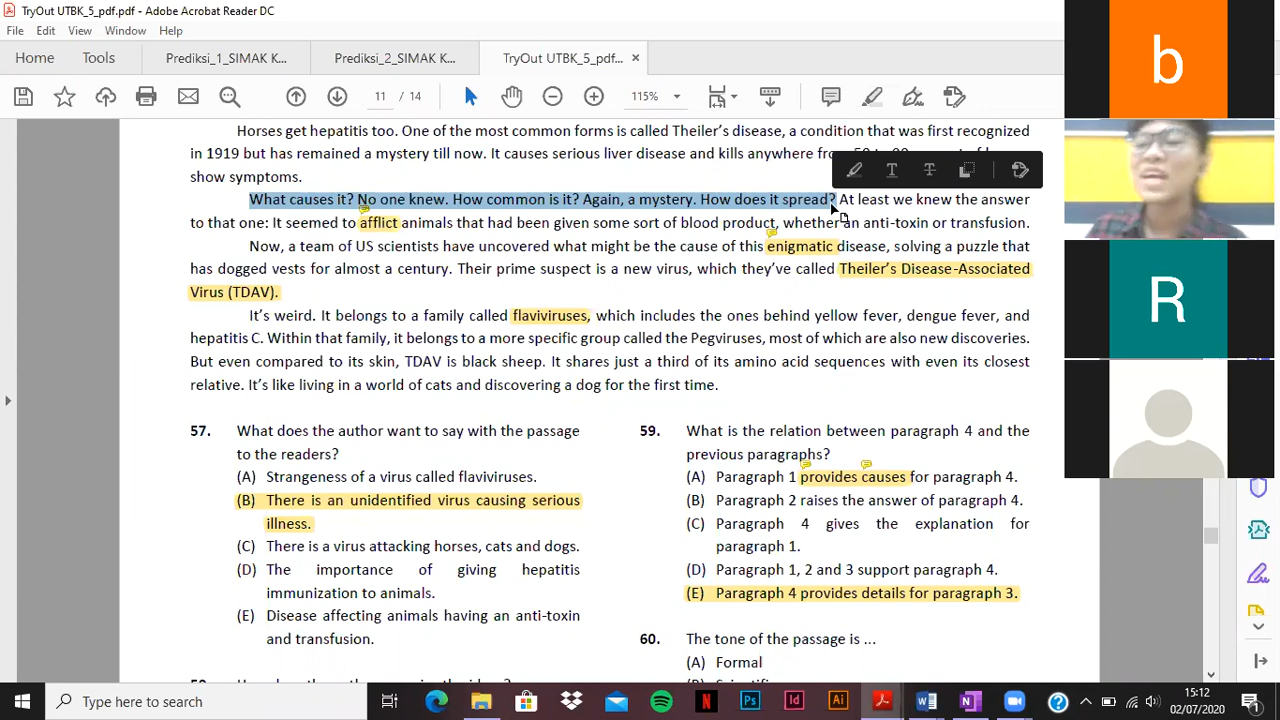 TryOut UTBK_5_pdf.pdf - Adobe Acrobat Reader DC
File Edit View Window Help
Home Tools Prediksi_1_SIMAK K... Prediksi_2_SIMAK K... TryOut UTBK_5_pdf... ×
11 / 14 115%
Horses get hepatitis too. One of the most common forms is called Theiler's disease, a condition that was first recognized
in 1919 but has remained a mystery till now. It causes serious liver disease and kills anywhere
show symptoms.
What causes it? No one knew. How common is it? Again, a mystery. How does it spread? At least we knew the answer
to that one: It seemed to afflict animals that had been given some sort of blood product, whether an anti-toxin or transfusion.
Now, a team of US scientists have uncovered what might be the cause of this enigmatic disease, solving a puzzle that
has dogged vests for almost a century. Their prime suspect is a new virus, which they've called Theiler's Disease-Associated
Virus (TDAV).
It's weird. It belongs to a family called flaviviruses, which includes the ones behind yellow fever, dengue fever, and
hepatitis C. Within that family, it belongs to a more specific group called the Pegviruses, most of which are also new discoveries.
But even compared to its skin, TDAV is black sheep. It shares just a third of its amino acid sequences with even its closest
relative. It's like living in a world of cats and discovering a dog for the first time.
57. What does the author want to say with the passage
to the readers?
(A) Strangeness of a virus called flaviviruses.
(B) There is an unidentified virus causing serious
illness.
(C) There is a virus attacking horses, cats and dogs.
(D) The importance of giving hepatitis
immunization to animals.
(E) Disease affecting animals having an anti-toxin
and transfusion.
59. What is the relation between paragraph 4 and the
previous paragraphs?
(A) Paragraph 1 provides causes for paragraph 4.
(B) Paragraph 2 raises the answer of paragraph 4.
(C) Paragraph 4 gives the explanation for
paragraph 1.
(D) Paragraph 1, 2 and 3 support paragraph 4.
(E) Paragraph 4 provides details for paragraph 3.
60. The tone of the passage is ...
(A) Formal
b
R
Type here to search
Ps Id Ai W N
15:12
02/07/2020